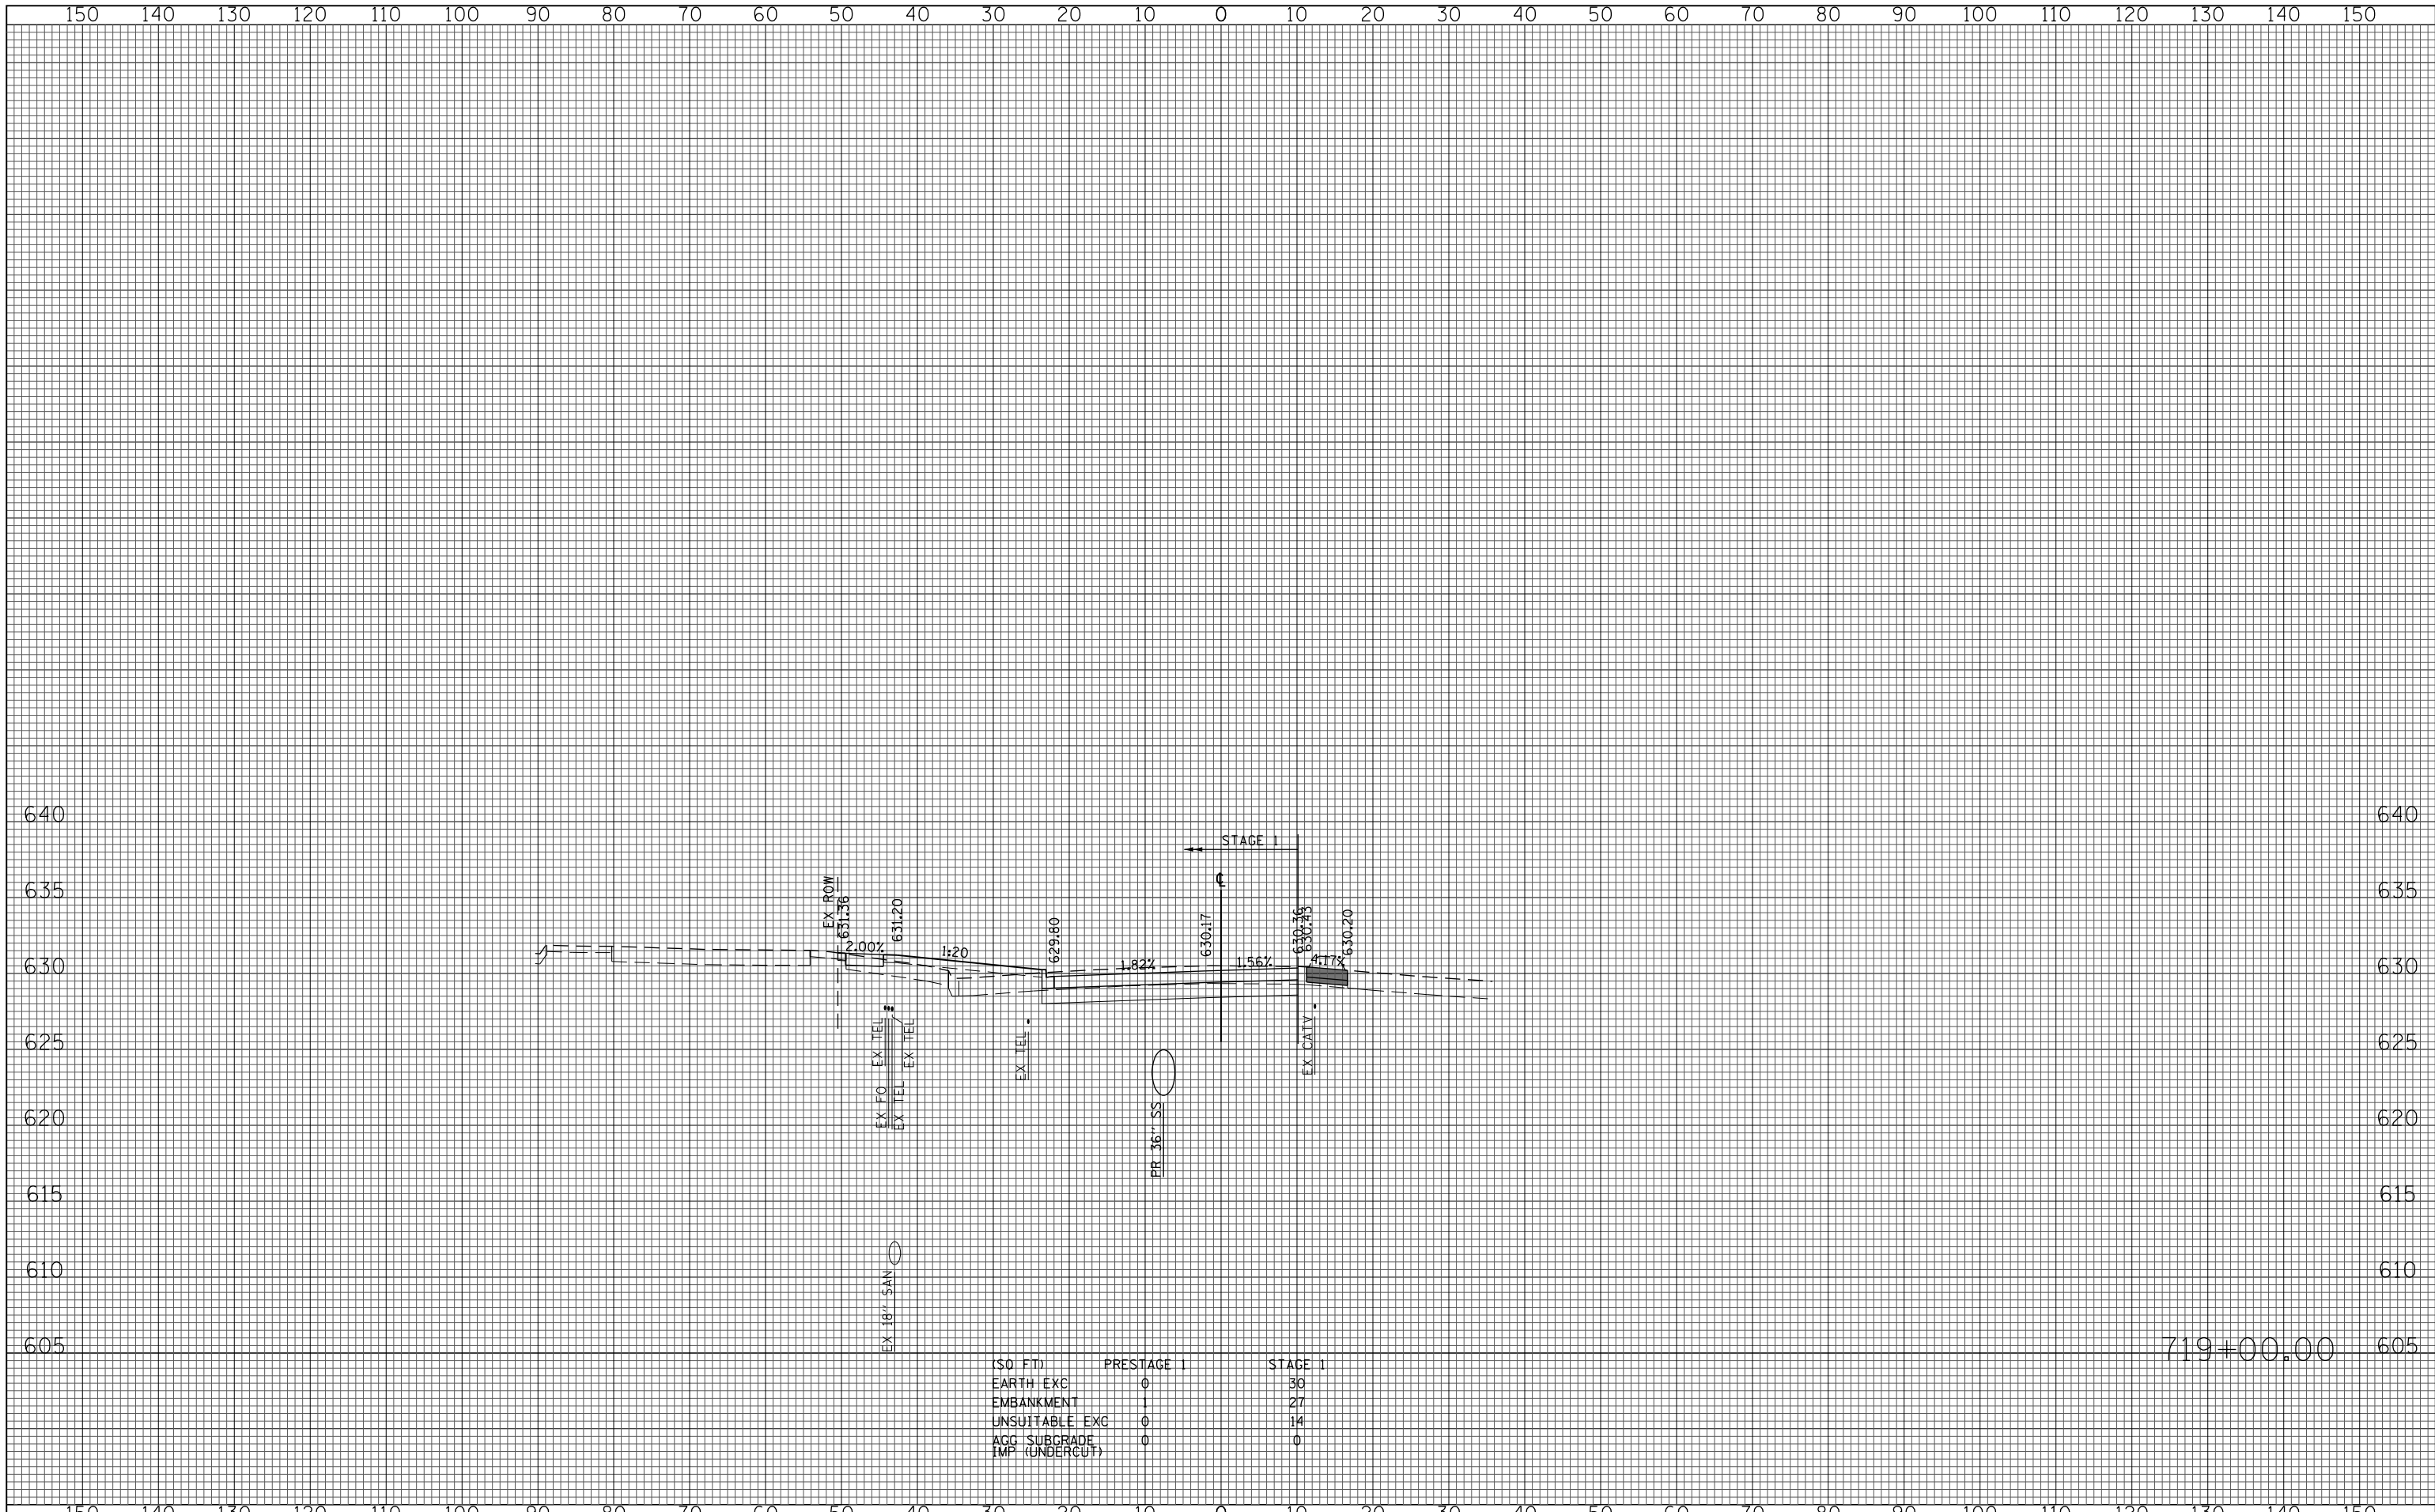 150 140 130 120 110 100 90 80 70 60 50 40 30 20 10 0 10 20 30 40 50 60 70 80 90 100 110 120 130 140 150
640 640
STAGE 1
635 635
℄
EX ROW
631.36
631.20
629.80
630.17
630.36
630.43
630.20
2.00%
1:20
1.82%
1.56%
4.17%
630 630
625 625
EX TEL
EX TEL
EX FO
EX TEL
EX TEL
EX CATV
620 620
PR 36" SS
615 615
610 610
EX 18" SAN
605 605
719+00.00
(SQ FT) PRESTAGE 1 STAGE 1
EARTH EXC 0 30
EMBANKMENT 1 27
UNSUITABLE EXC 0 14
AGG SUBGRADE 0 0
IMP (UNDERCUT)
150 140 130 120 110 100 90 80 70 60 50 40 30 20 10 0 10 20 30 40 50 60 70 80 90 100 110 120 130 140 150